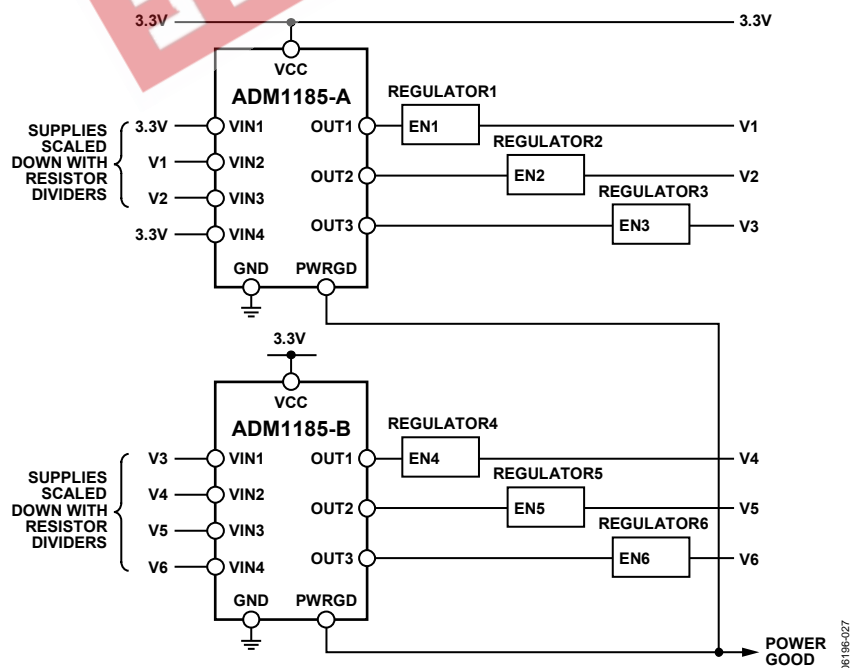 3.3V 3.3V
VCC
ADM1185-A
REGULATOR1
SUPPLIES
SCALED
DOWN WITH
RESISTOR
DIVIDERS
3.3V VIN1 OUT1 EN1 V1
REGULATOR2
V1 VIN2 OUT2 EN2 V2
REGULATOR3
V2 VIN3
3.3V VIN4 OUT3 EN3 V3
GND PWRGD
3.3V
VCC
ADM1185-B
REGULATOR4
SUPPLIES
SCALED
DOWN WITH
RESISTOR
DIVIDERS
V3 VIN1 OUT1 EN4 V4
REGULATOR5
V4 VIN2 OUT2 EN5 V5
REGULATOR6
V5 VIN3
V6 VIN4 OUT3 EN6 V6
GND PWRGD
POWER
GOOD
06196-027